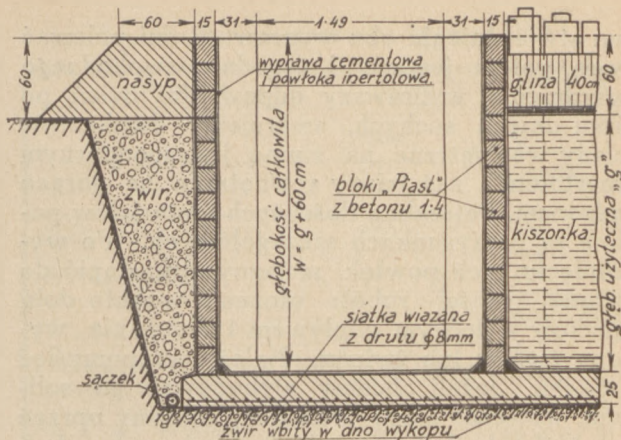 60 15 31 1·49 31 15
60
nasyp
wyprawa cementowa
i powłoka inertolowa.
60
glina 40cm
żwir
głębokość całkowita
w = g + 60 cm
bloki „Piast"
z betonu 1:4
kiszonka
głęb. użyteczna „g"
siatka wiązana
z drutu ϕ8mm
sączek
25
żwir wbity w dno wykopu